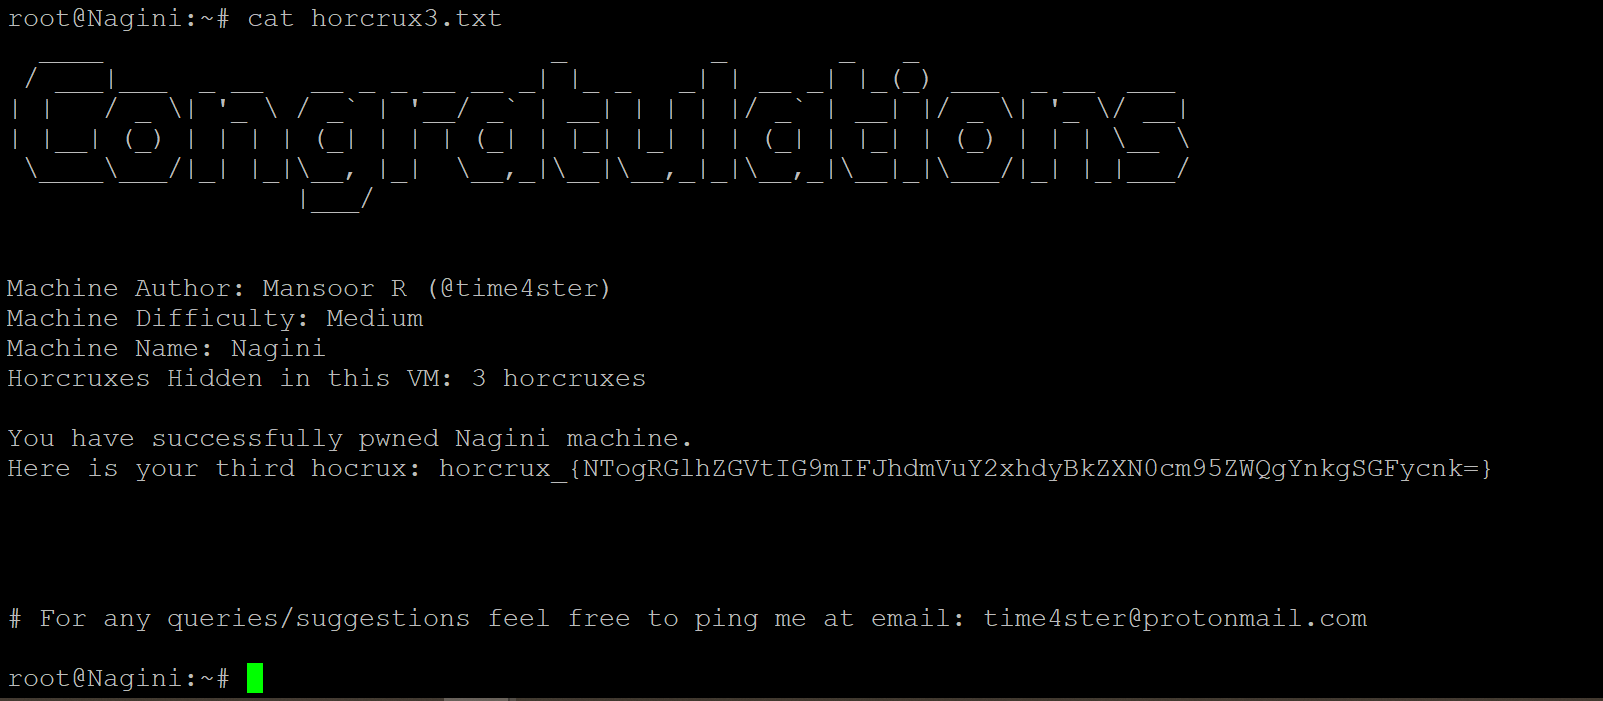 root@Nagini:~# cat horcrux3.txt
Congratulations
Machine Author: Mansoor R (@time4ster)
Machine Difficulty: Medium
Machine Name: Nagini
Horcruxes Hidden in this VM: 3 horcruxes
You have successfully pwned Nagini machine.
Here is your third hocrux: horcrux_{NTogRGlhZGVtIG9mIFJhdmVuY2xhdyBkZXN0cm95ZWQgYnkgSGFycnk=}
# For any queries/suggestions feel free to ping me at email: time4ster@protonmail.com
root@Nagini:~#